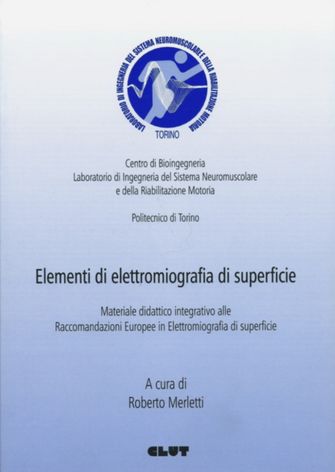 LABORATORIO DI INGEGNERIA DEL SISTEMA NEUROMUSCOLARE E DELLA RIABILITAZIONE MOTORIA
TORINO
Centro di Bioingegneria
Laboratorio di Ingegneria del Sistema Neuromuscolare
e della Riabilitazione Motoria
Politecnico di Torino
Elementi di elettromiografia di superficie
Materiale didattico integrativo alle
Raccomandazioni Europee in Elettromiografia di superficie
A cura di
Roberto Merletti
CLUT